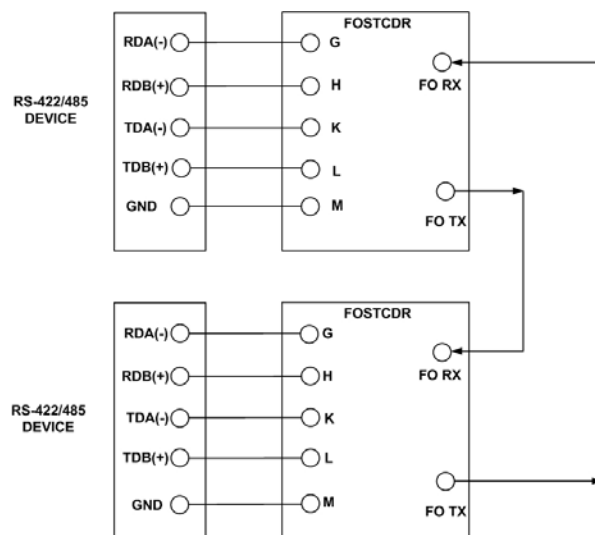 FOSTCDR
RDA(-)
G
RDB(+)
H
FO RX
RS-422/485
DEVICE
TDA(-)
K
TDB(+)
L
GND
M
FO TX
FOSTCDR
RDA(-)
G
RDB(+)
H
FO RX
RS-422/485
DEVICE
TDA(-)
K
TDB(+)
L
GND
M
FO TX